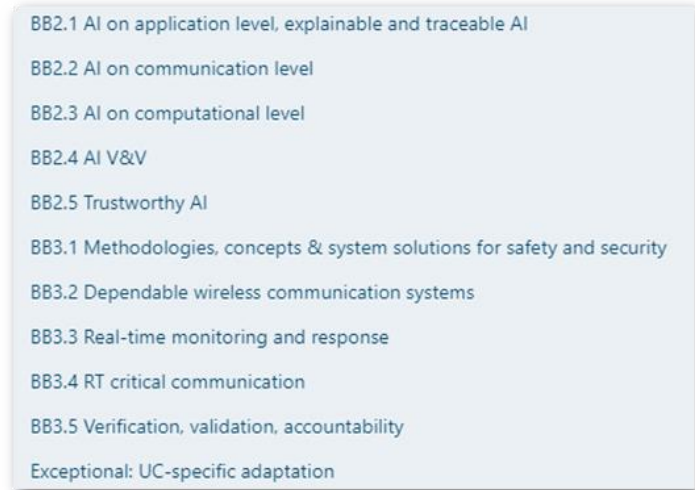 BB2.1 AI on application level, explainable and traceable AI
BB2.2 AI on communication level
BB2.3 AI on computational level
BB2.4 AI V&V
BB2.5 Trustworthy AI
BB3.1 Methodologies, concepts & system solutions for safety and security
BB3.2 Dependable wireless communication systems
BB3.3 Real-time monitoring and response
BB3.4 RT critical communication
BB3.5 Verification, validation, accountability
Exceptional: UC-specific adaptation